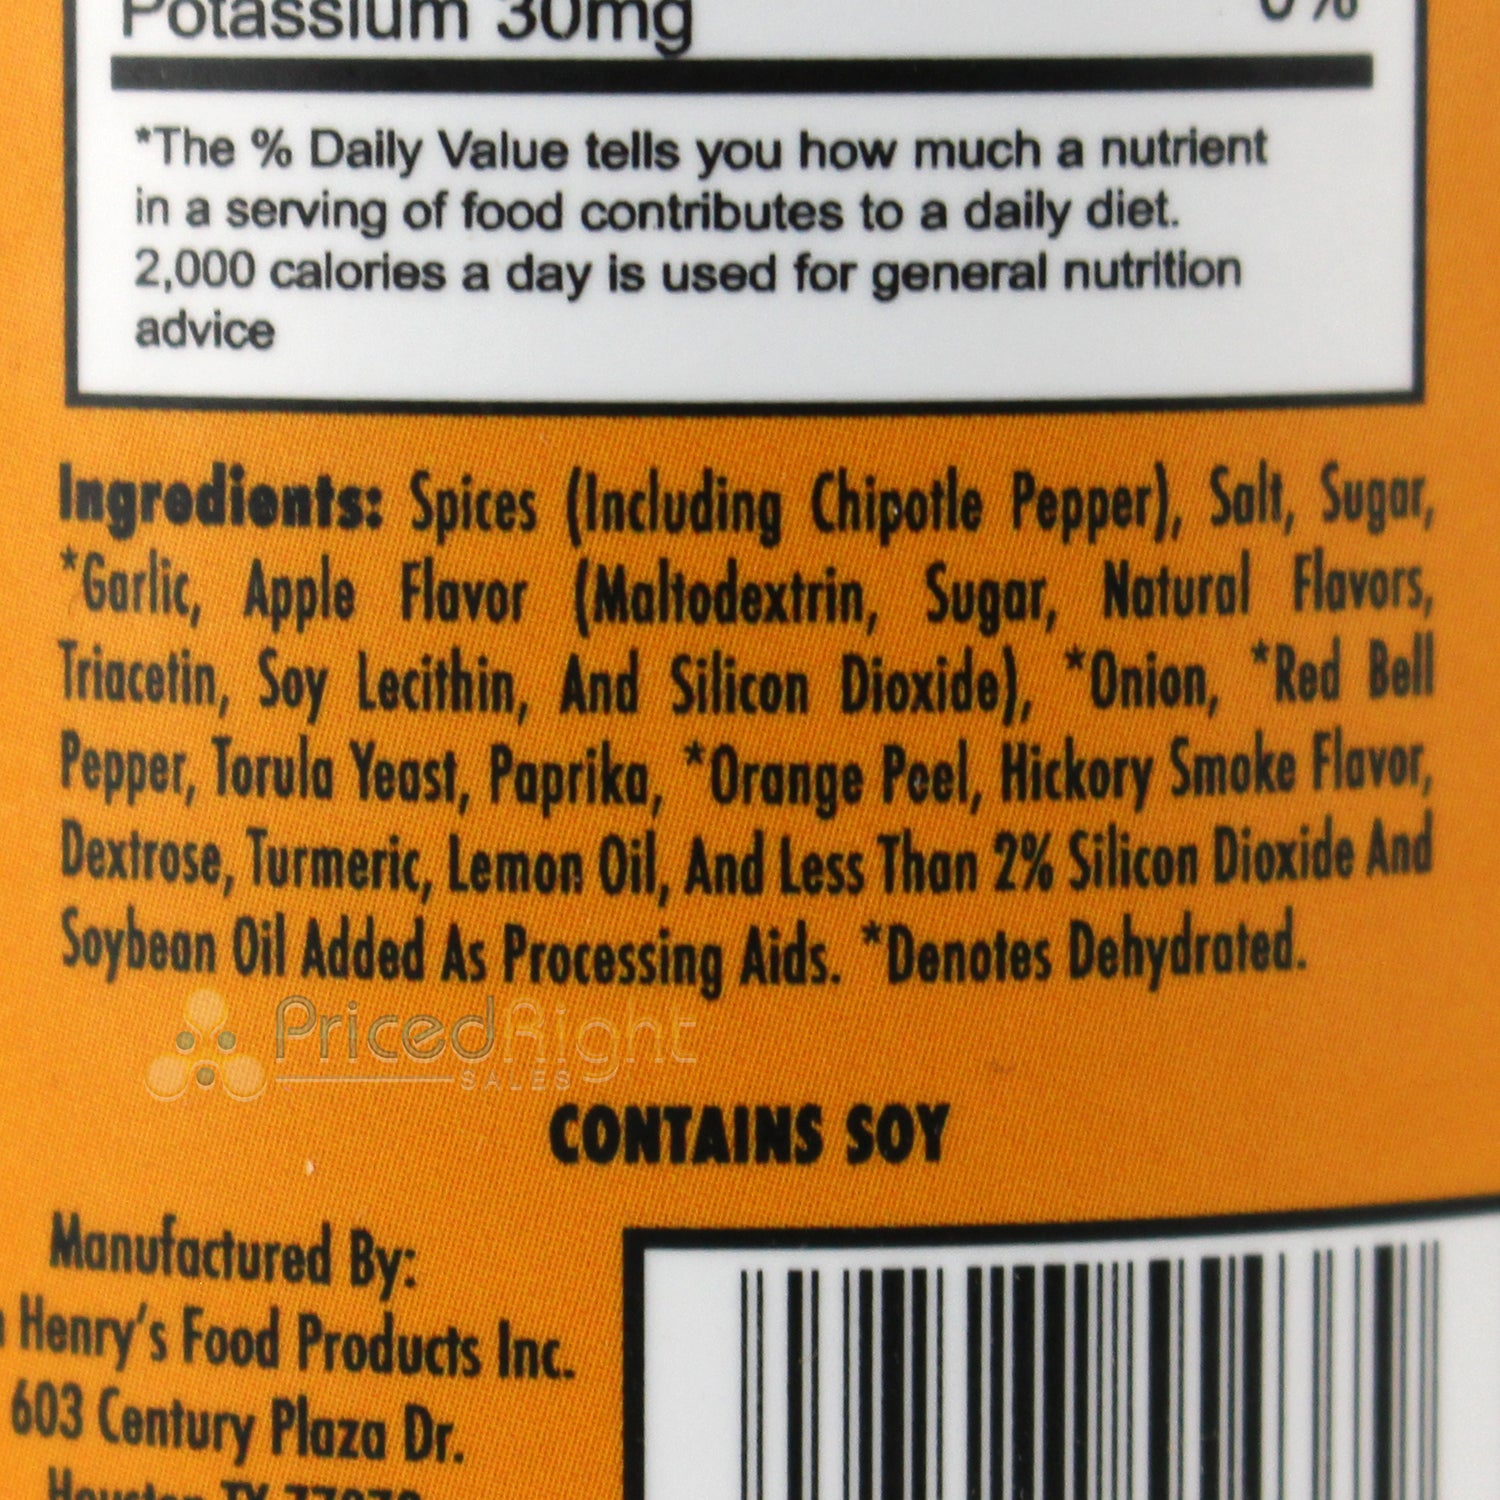 Potassium 30mg 0%
*The % Daily Value tells you how much a nutrient
in a serving of food contributes to a daily diet.
2,000 calories a day is used for general nutrition
advice
Ingredients: Spices (Including Chipotle Pepper), Salt, Sugar,
*Garlic, Apple Flavor (Maltodextrin, Sugar, Natural Flavors,
Triacetin, Soy Lecithin, And Silicon Dioxide), *Onion, *Red Bell
Pepper, Torula Yeast, Paprika, *Orange Peel, Hickory Smoke Flavor,
Dextrose, Turmeric, Lemon Oil, And Less Than 2% Silicon Dioxide And
Soybean Oil Added As Processing Aids. *Denotes Dehydrated.
PricedRight
SALES
CONTAINS SOY
Manufactured By:
Henry's Food Products Inc.
603 Century Plaza Dr.
Houston TX